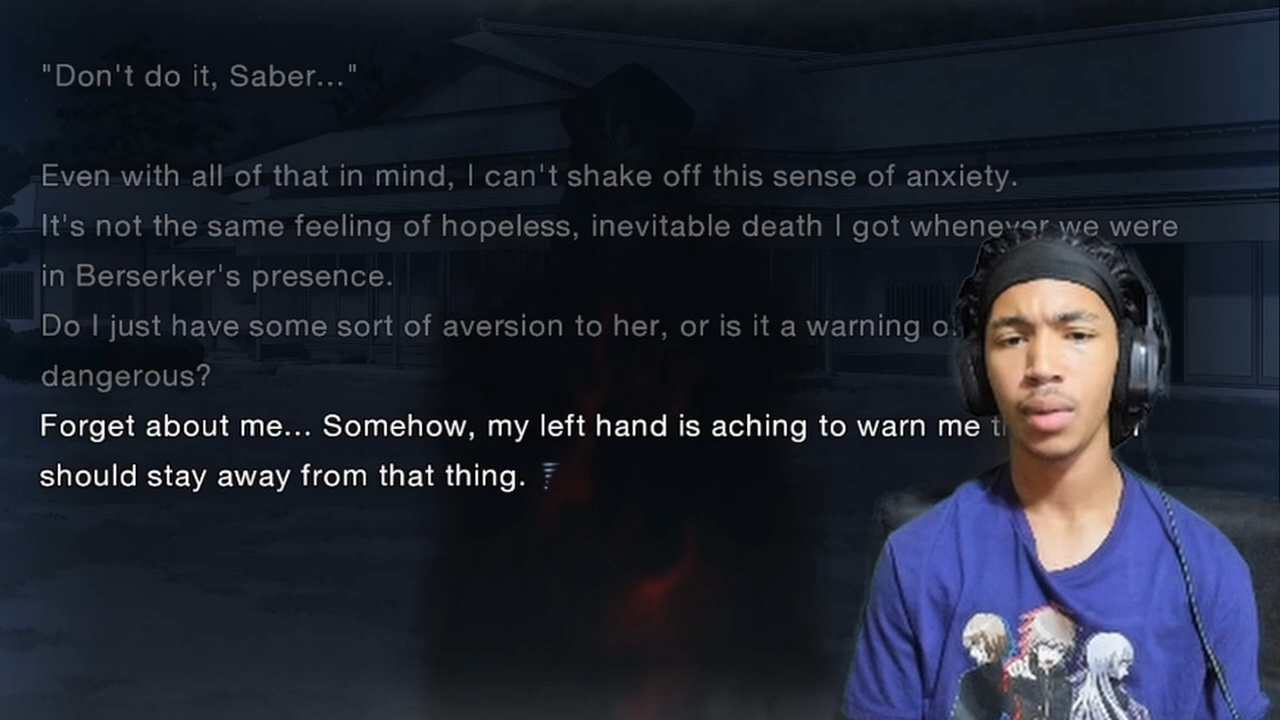 "Don't do it, Saber..."
Even with all of that in mind, I can't shake off this sense of anxiety.
It's not the same feeling of hopeless, inevitable death I got whenever we were
in Berserker's presence.
Do I just have some sort of aversion to her, or is it a warning
dangerous?
Forget about me... Somehow, my left hand is aching to warn me
should stay away from that thing.